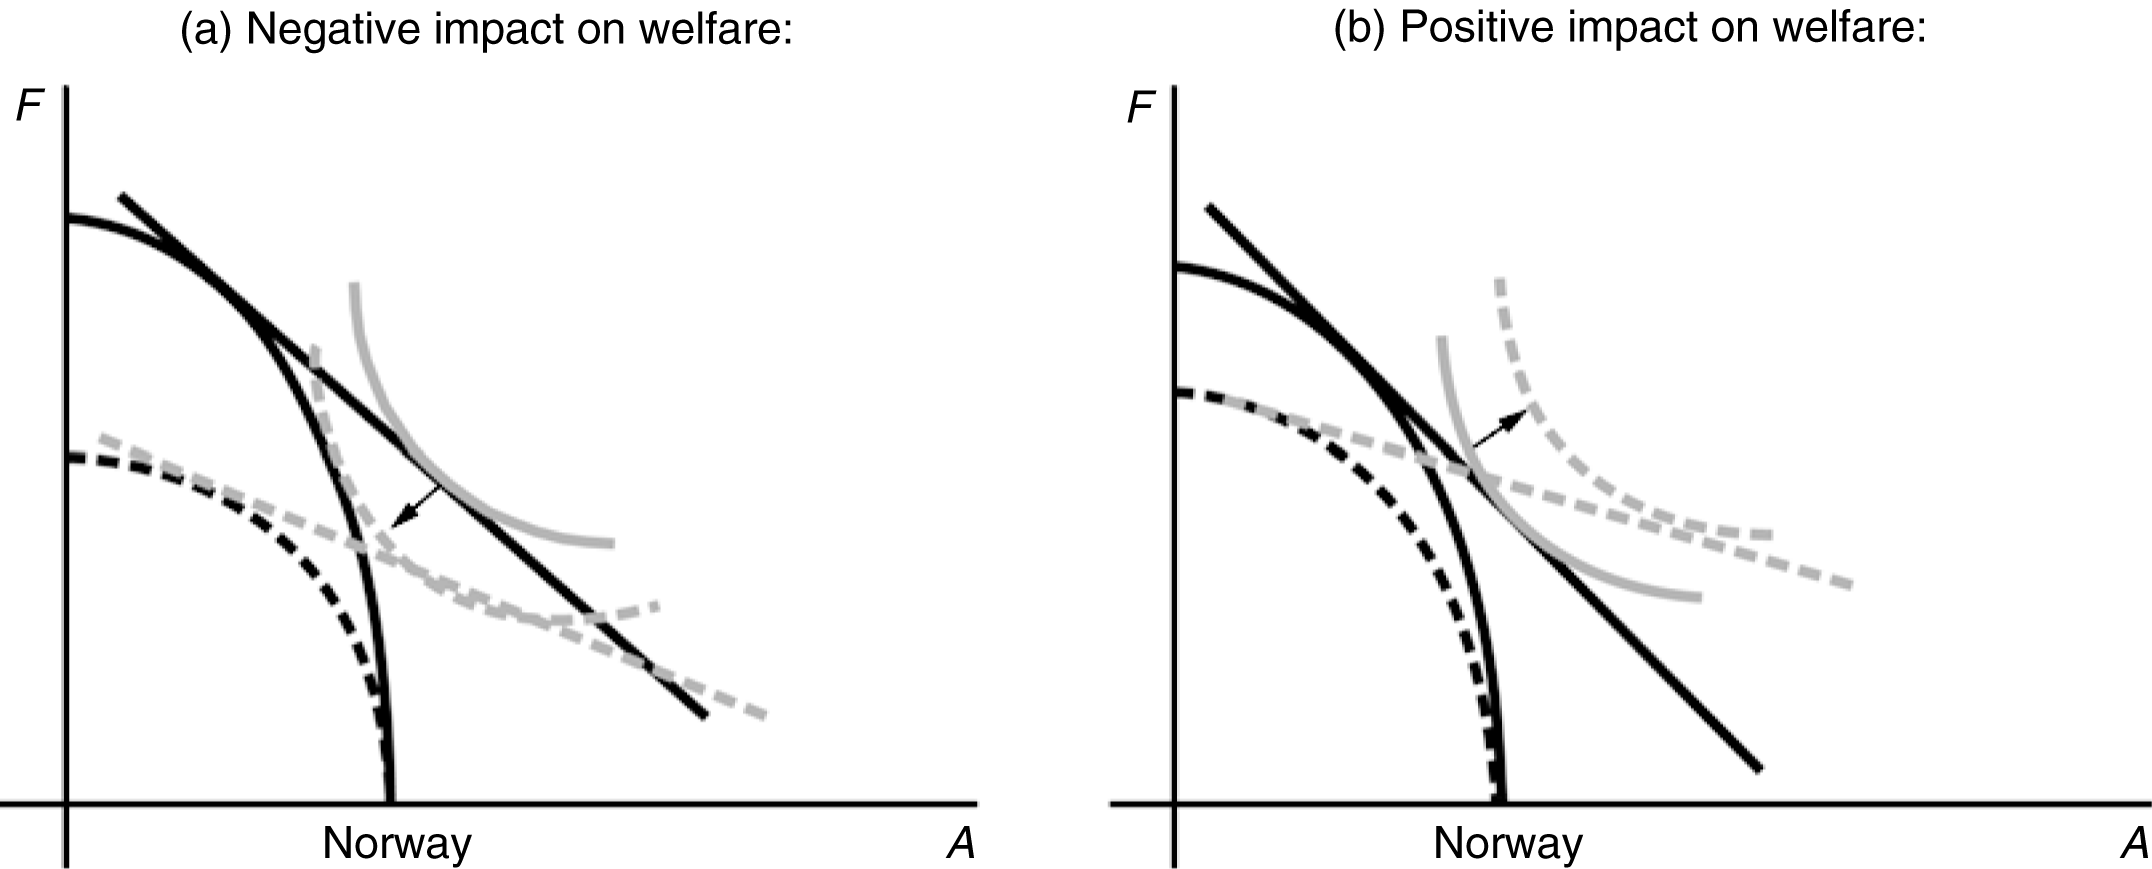 (a) Negative impact on welfare:
F
Norway
A
(b) Positive impact on welfare:
F
Norway
A